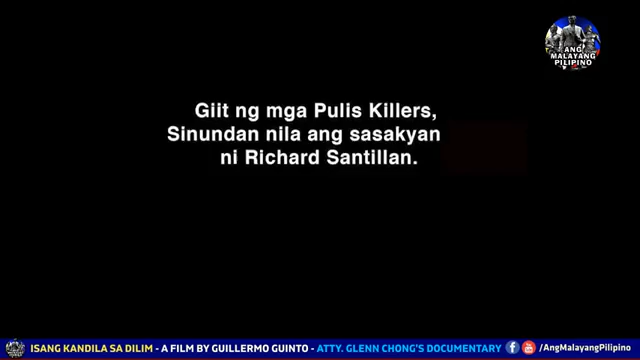 ANG
MALAYANG
PILIPINO
Giit ng mga Pulis Killers,
Sinundan nila ang sasakyan
ni Richard Santillan.
ISANG KANDILA SA DILIM - A FILM BY GUILLERMO GUINTO - ATTY. GLENN CHONG'S DOCUMENTARY /AngMalayangPilipino